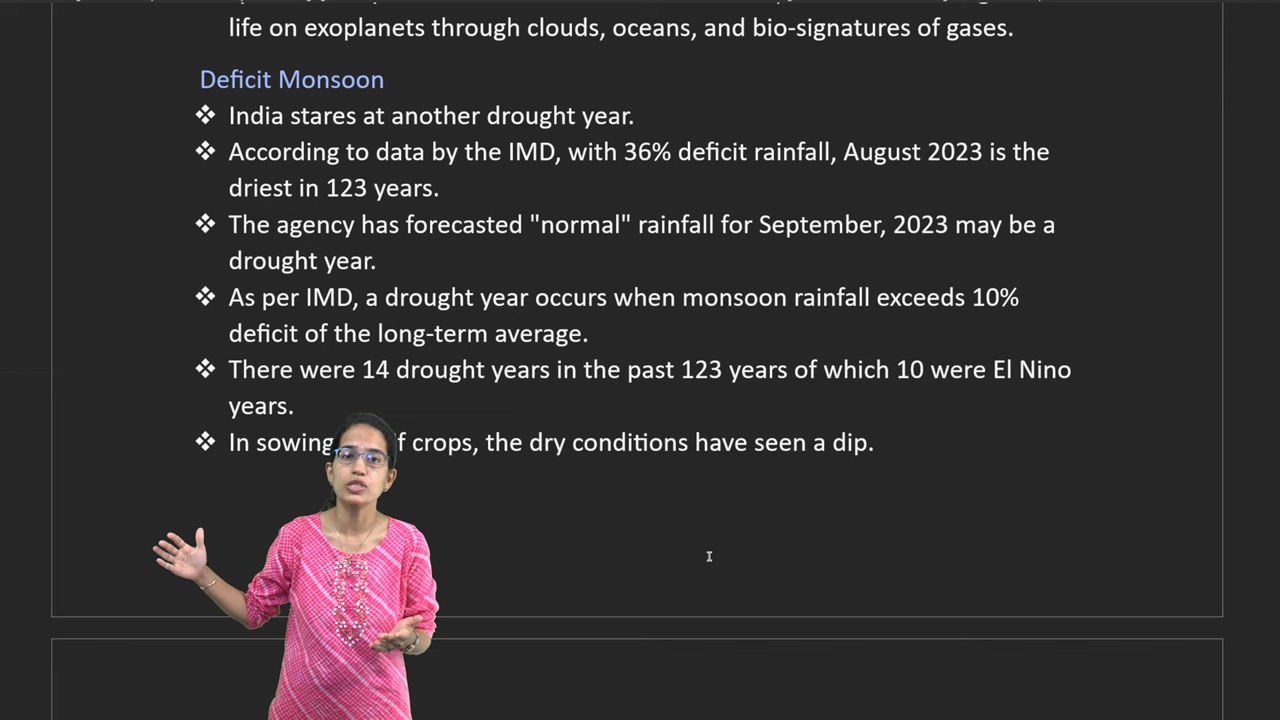 life on exoplanets through clouds, oceans, and bio-signatures of gases.
Deficit Monsoon
❖ India stares at another drought year.
❖ According to data by the IMD, with 36% deficit rainfall, August 2023 is the
driest in 123 years.
❖ The agency has forecasted "normal" rainfall for September, 2023 may be a
drought year.
❖ As per IMD, a drought year occurs when monsoon rainfall exceeds 10%
deficit of the long-term average.
❖ There were 14 drought years in the past 123 years of which 10 were El Nino
years.
❖ In sowing crops, the dry conditions have seen a dip.